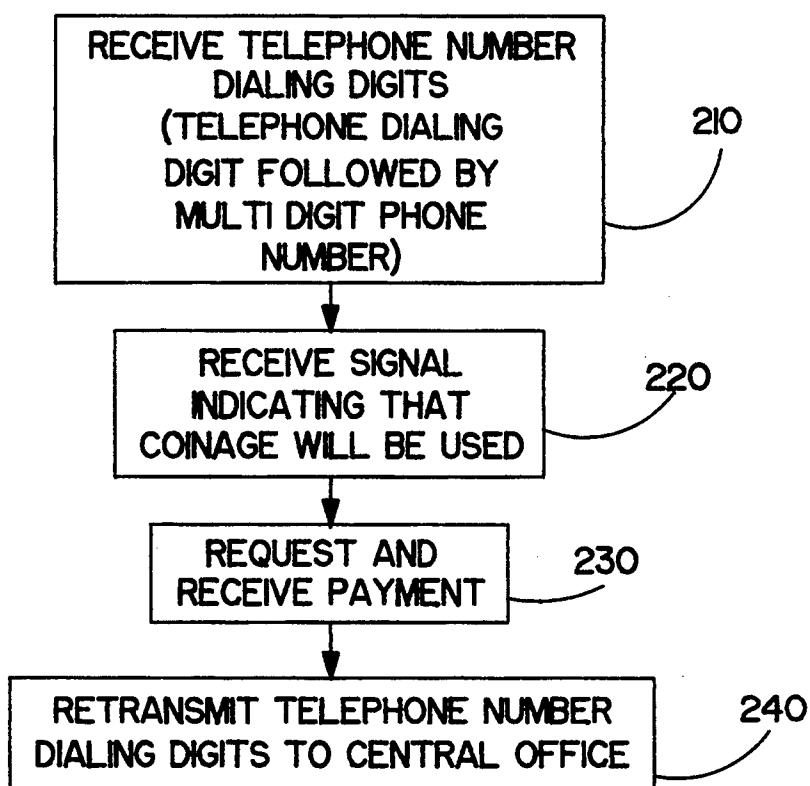 RECEIVE TELEPHONE NUMBER
DIALING DIGITS
(TELEPHONE DIALING
DIGIT FOLLOWED BY
MULTI DIGIT PHONE
NUMBER)
210
RECEIVE SIGNAL
INDICATING THAT
COINAGE WILL BE USED
220
REQUEST AND
RECEIVE PAYMENT
230
RETRANSMIT TELEPHONE NUMBER
DIALING DIGITS TO CENTRAL OFFICE
240